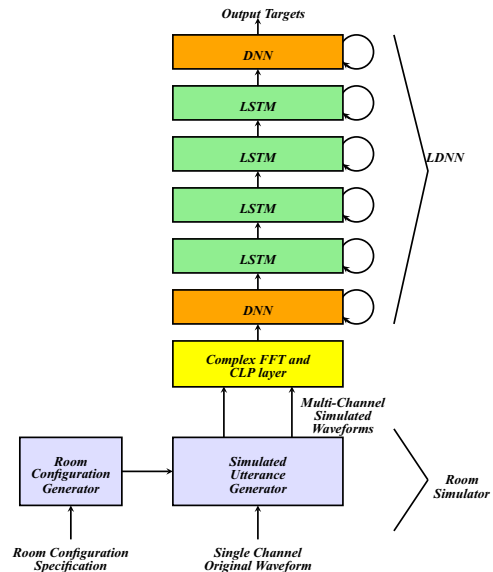 Output Targets
DNN
LSTM
LSTM
LSTM
LSTM
DNN
LDNN
Complex FFT and
CLP layer
Multi-Channel
Simulated
Waveforms
Room
Configuration
Generator
Simulated
Utterance
Generator
Room
Simulator
Room Configuration
Specification
Single Channel
Original Waveform